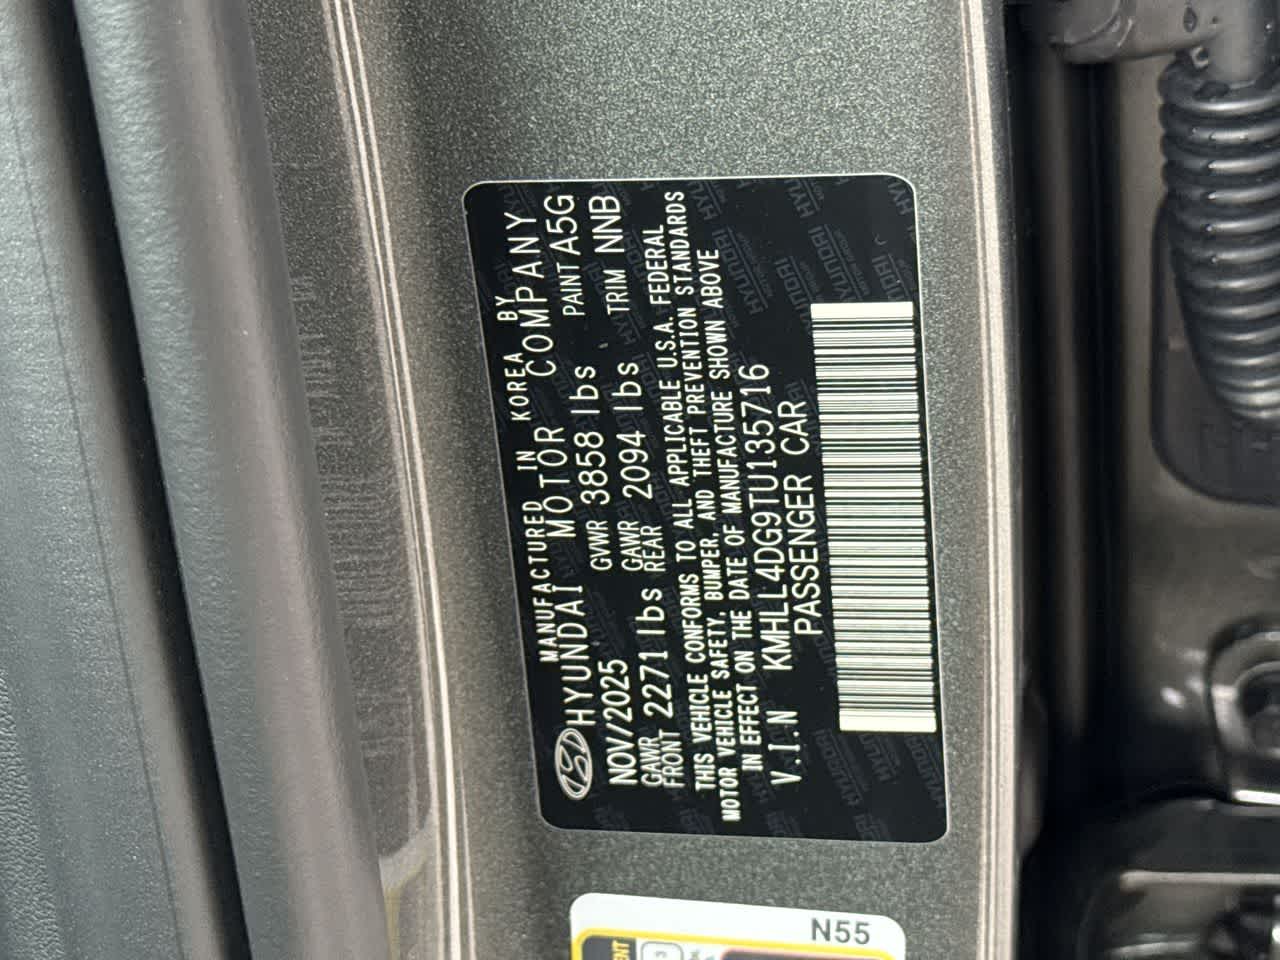 MANUFACTURED IN KOREA BY
HYUNDAI MOTOR COMPANY
NOV/2025 GVWR 3858 lbs PAINT A5G
GAWR FRONT 2271 lbs GAWR REAR 2094 lbs TRIM NNB
THIS VEHICLE CONFORMS TO ALL APPLICABLE U.S.A. FEDERAL
MOTOR VEHICLE SAFETY, BUMPER, AND THEFT PREVENTION STANDARDS
IN EFFECT ON THE DATE OF MANUFACTURE SHOWN ABOVE
V.I.N KMHLL4DG9TU135716
PASSENGER CAR
N55